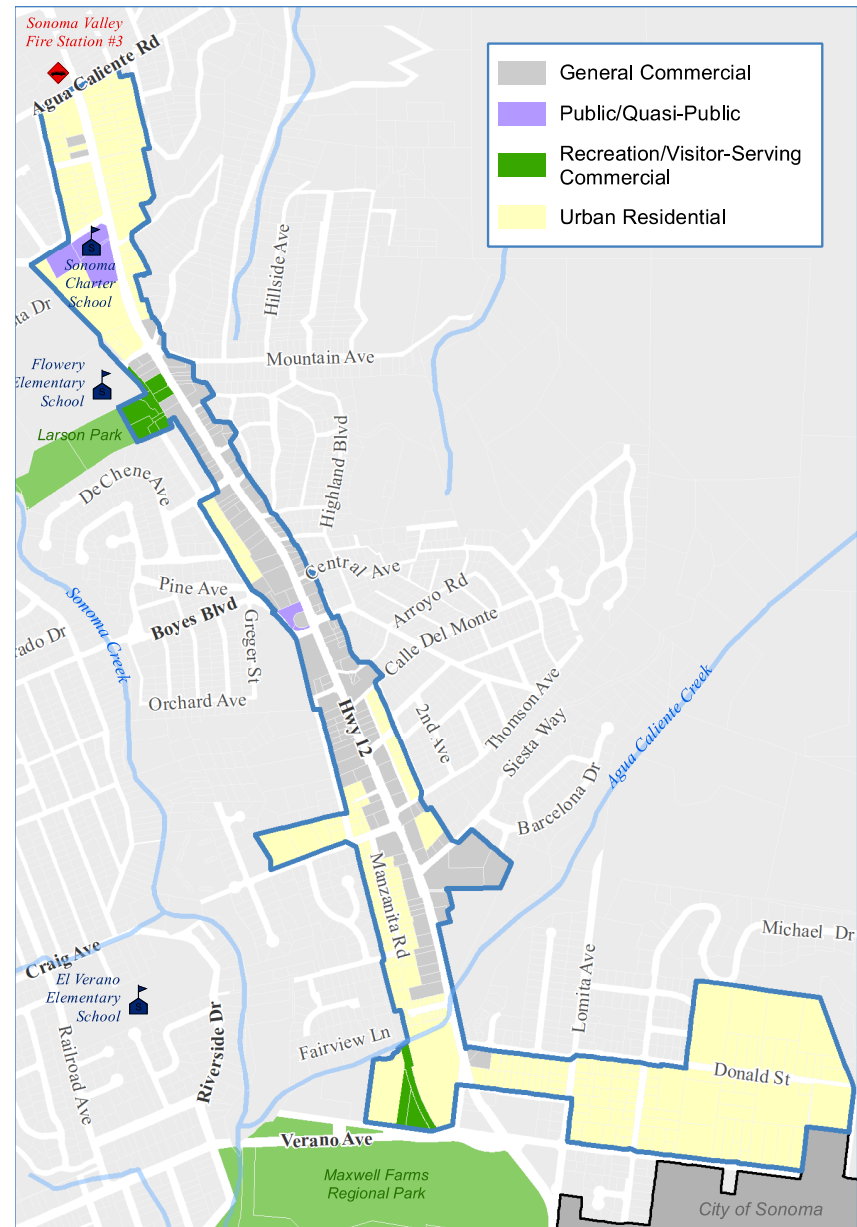 Sonoma Valley
Fire Station #3
Agua Caliente Rd
General Commercial
Public/Quasi-Public
Recreation/Visitor-Serving
Commercial
Urban Residential
S
Sonoma
Charter
School
ta Dr
Hillside Ave
Mountain Ave
Flowery
Elementary
School
S
Larson Park
DeChene Ave
Highland Blvd
Central Ave
Pine Ave
Boyes Blvd
Arroyo Rd
Calle Del Monte
Sonoma Creek
Greger St
rado Dr
Orchard Ave
Hwy 12
2nd Ave
Thomson Ave
Siesta Way
Agua Caliente Creek
Barcelona Dr
Manzanita Rd
Michael Dr
Craig Ave
El Verano
Elementary
School
S
Lomita Ave
Railroad Ave
Riverside Dr
Fairview Ln
Donald St
Verano Ave
Maxwell Farms
Regional Park
City of Sonoma